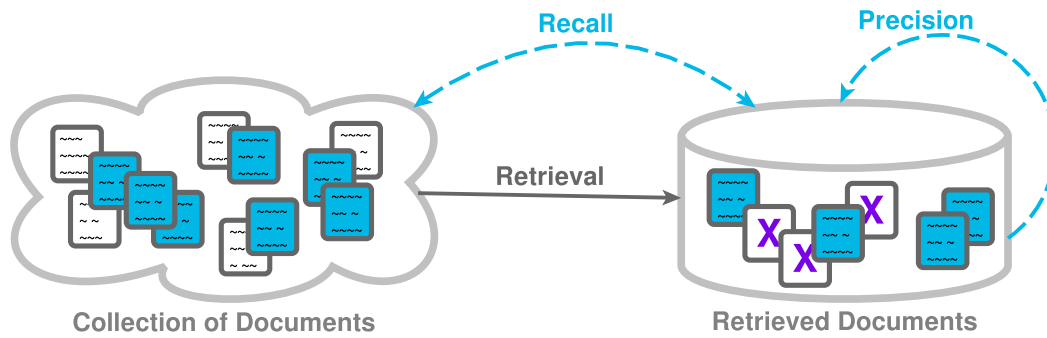 Recall
Precision
Retrieval
X
X
X
Collection of Documents
Retrieved Documents